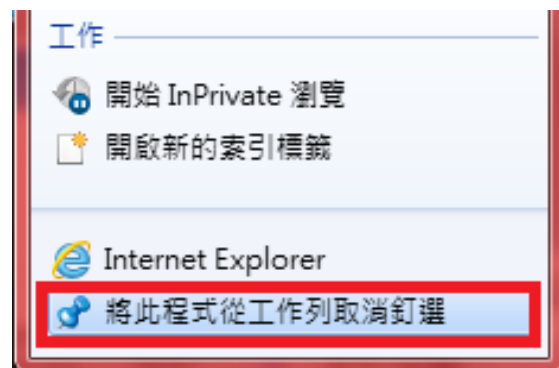 工作
開始 InPrivate 瀏覽
開啟新的索引標籤
Internet Explorer
將此程式從工作列取消釘選